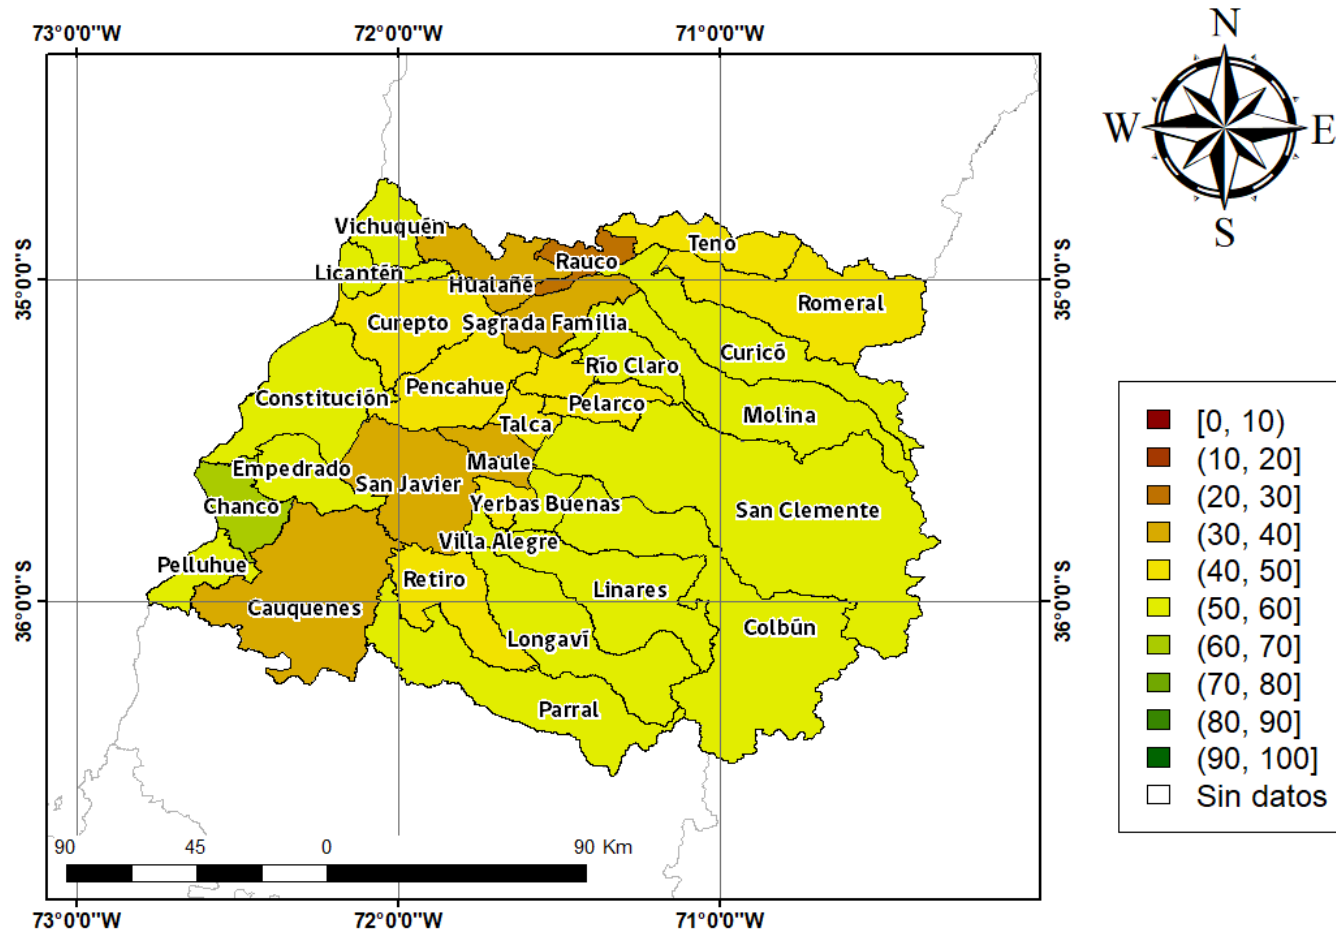 73°0'0"W 72°0'0"W 71°0'0"W
N
W E
S
Vichuquén
Teno
Rauco
Licantén
35°0'0"S 35°0'0"S
Hualañé
Romeral
Curepto Sagrada Familia
Curicó
Río Claro
Pencahue
Constitución
Pelarco
Molina
Talca
Maule
Empedrado
San Javier
Chanco
Yerbas Buenas
San Clemente
Villa Alegre
Pelluhue
Retiro
Linares
36°0'0"S 36°0'0"S
Cauquenes
Colbún
Longaví
Parral
[0, 10)
(10, 20]
(20, 30]
(30, 40]
(40, 50]
(50, 60]
(60, 70]
(70, 80]
(80, 90]
(90, 100]
Sin datos
90 45 0 90 Km
73°0'0"W 72°0'0"W 71°0'0"W